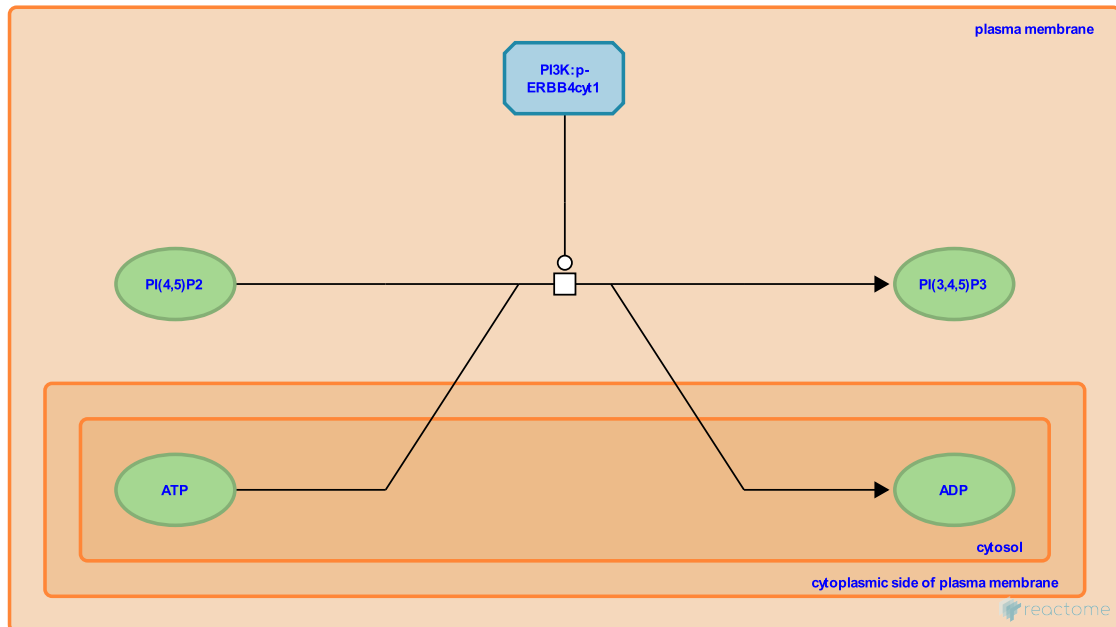 plasma membrane
PI3K:p-
ERBB4cyt1
PI(4,5)P2
PI(3,4,5)P3
ATP
ADP
cytosol
cytoplasmic side of plasma membrane
reactome